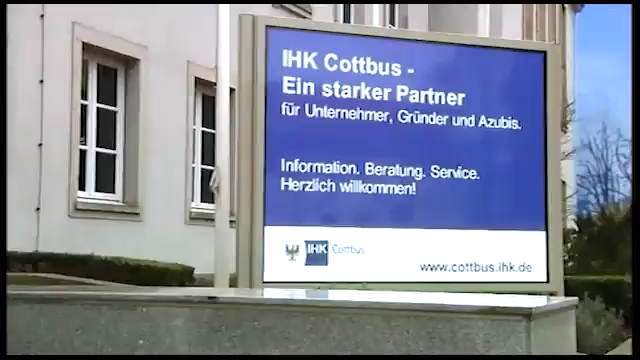 IHK Cottbus -
Ein starker Partner
für Unternehmer, Gründer und Azubis.
Information. Beratung. Service.
Herzlich willkommen!
IHK Cottbus
www.cottbus.ihk.de